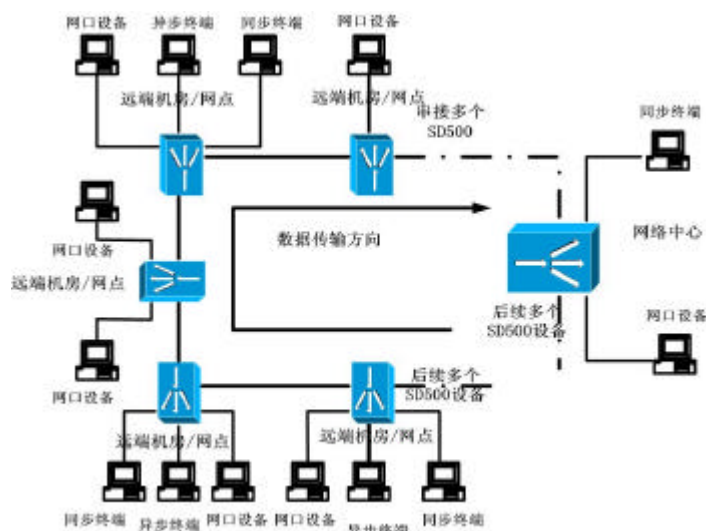 网口设备
异步终端
同步终端
网口设备
远端机房/网点
远端机房/网点
串接多个
SD500
同步终端
网口设备
数据传输方向
网络中心
远端机房/网点
后续多个
SD500设备
网口设备
网口设备
后续多个
SD500设备
远端机房/网点
远端机房/网点
同步终端
异步终端
网口设备
网口设备
异步终端
同步终端